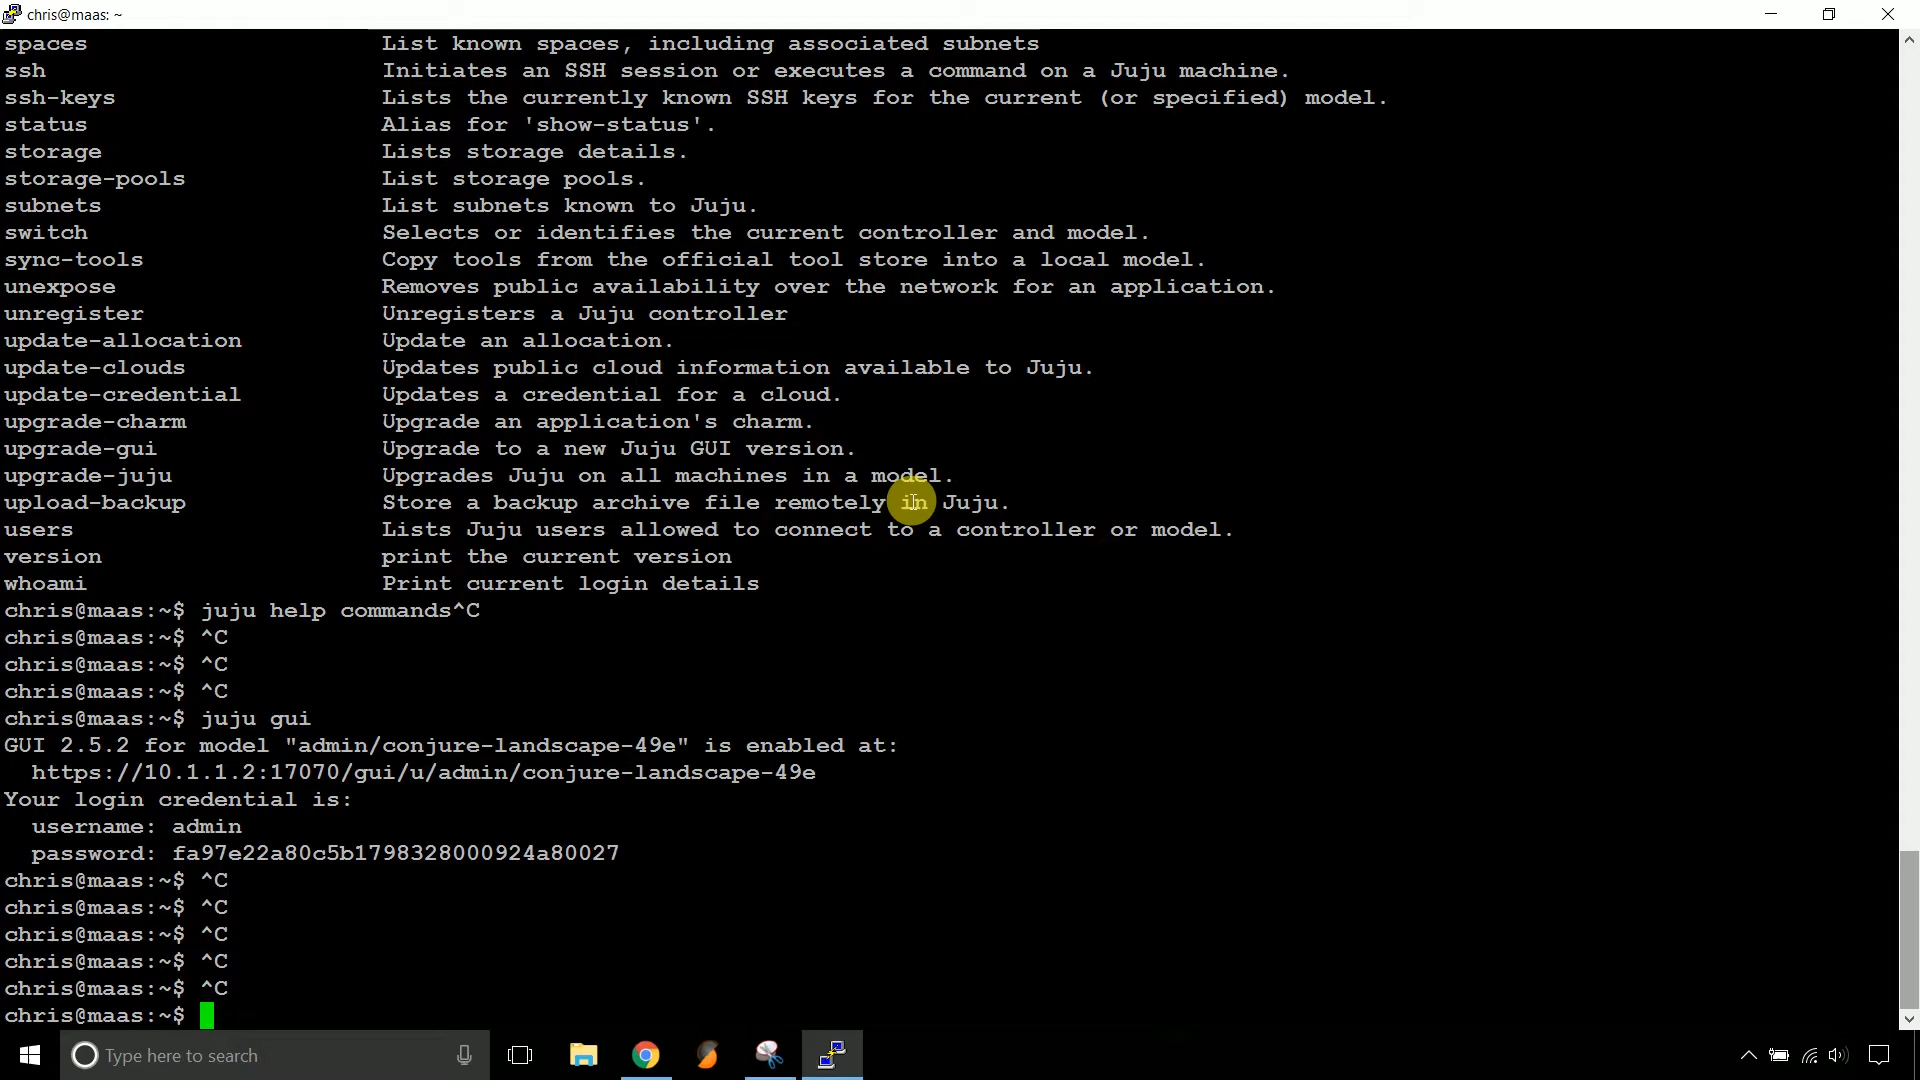 chris@maas: ~
spaces List known spaces, including associated subnets
ssh Initiates an SSH session or executes a command on a Juju machine.
ssh-keys Lists the currently known SSH keys for the current (or specified) model.
status Alias for 'show-status'.
storage Lists storage details.
storage-pools List storage pools.
subnets List subnets known to Juju.
switch Selects or identifies the current controller and model.
sync-tools Copy tools from the official tool store into a local model.
unexpose Removes public availability over the network for an application.
unregister Unregisters a Juju controller
update-allocation Update an allocation.
update-clouds Updates public cloud information available to Juju.
update-credential Updates a credential for a cloud.
upgrade-charm Upgrade an application's charm.
upgrade-gui Upgrade to a new Juju GUI version.
upgrade-juju Upgrades Juju on all machines in a model.
upload-backup Store a backup archive file remotely in Juju.
users Lists Juju users allowed to connect to a controller or model.
version print the current version
whoami Print current login details
chris@maas:~$ juju help commands^C
chris@maas:~$ ^C
chris@maas:~$ ^C
chris@maas:~$ ^C
chris@maas:~$ juju gui
GUI 2.5.2 for model "admin/conjure-landscape-49e" is enabled at:
https://10.1.1.2:17070/gui/u/admin/conjure-landscape-49e
Your login credential is:
username: admin
password: fa97e22a80c5b1798328000924a80027
chris@maas:~$ ^C
chris@maas:~$ ^C
chris@maas:~$ ^C
chris@maas:~$ ^C
chris@maas:~$ ^C
chris@maas:~$
Type here to search